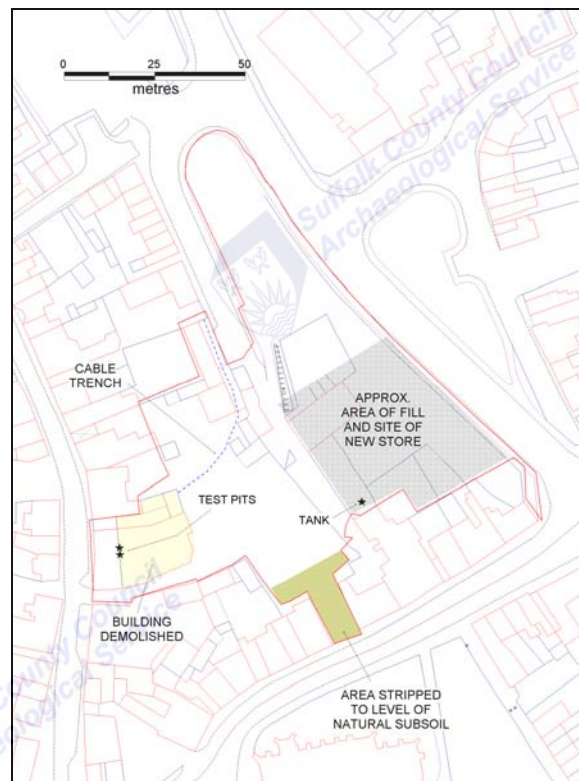 0 25 50
metres
Suffolk County Council
Archaeological Service
CABLE
TRENCH
APPROX.
AREA OF FILL
AND SITE OF
NEW STORE
TEST PITS
TANK
BUILDING
DEMOLISHED
AREA STRIPPED
TO LEVEL OF
NATURAL SUBSOIL
County Council
Archaeological Service